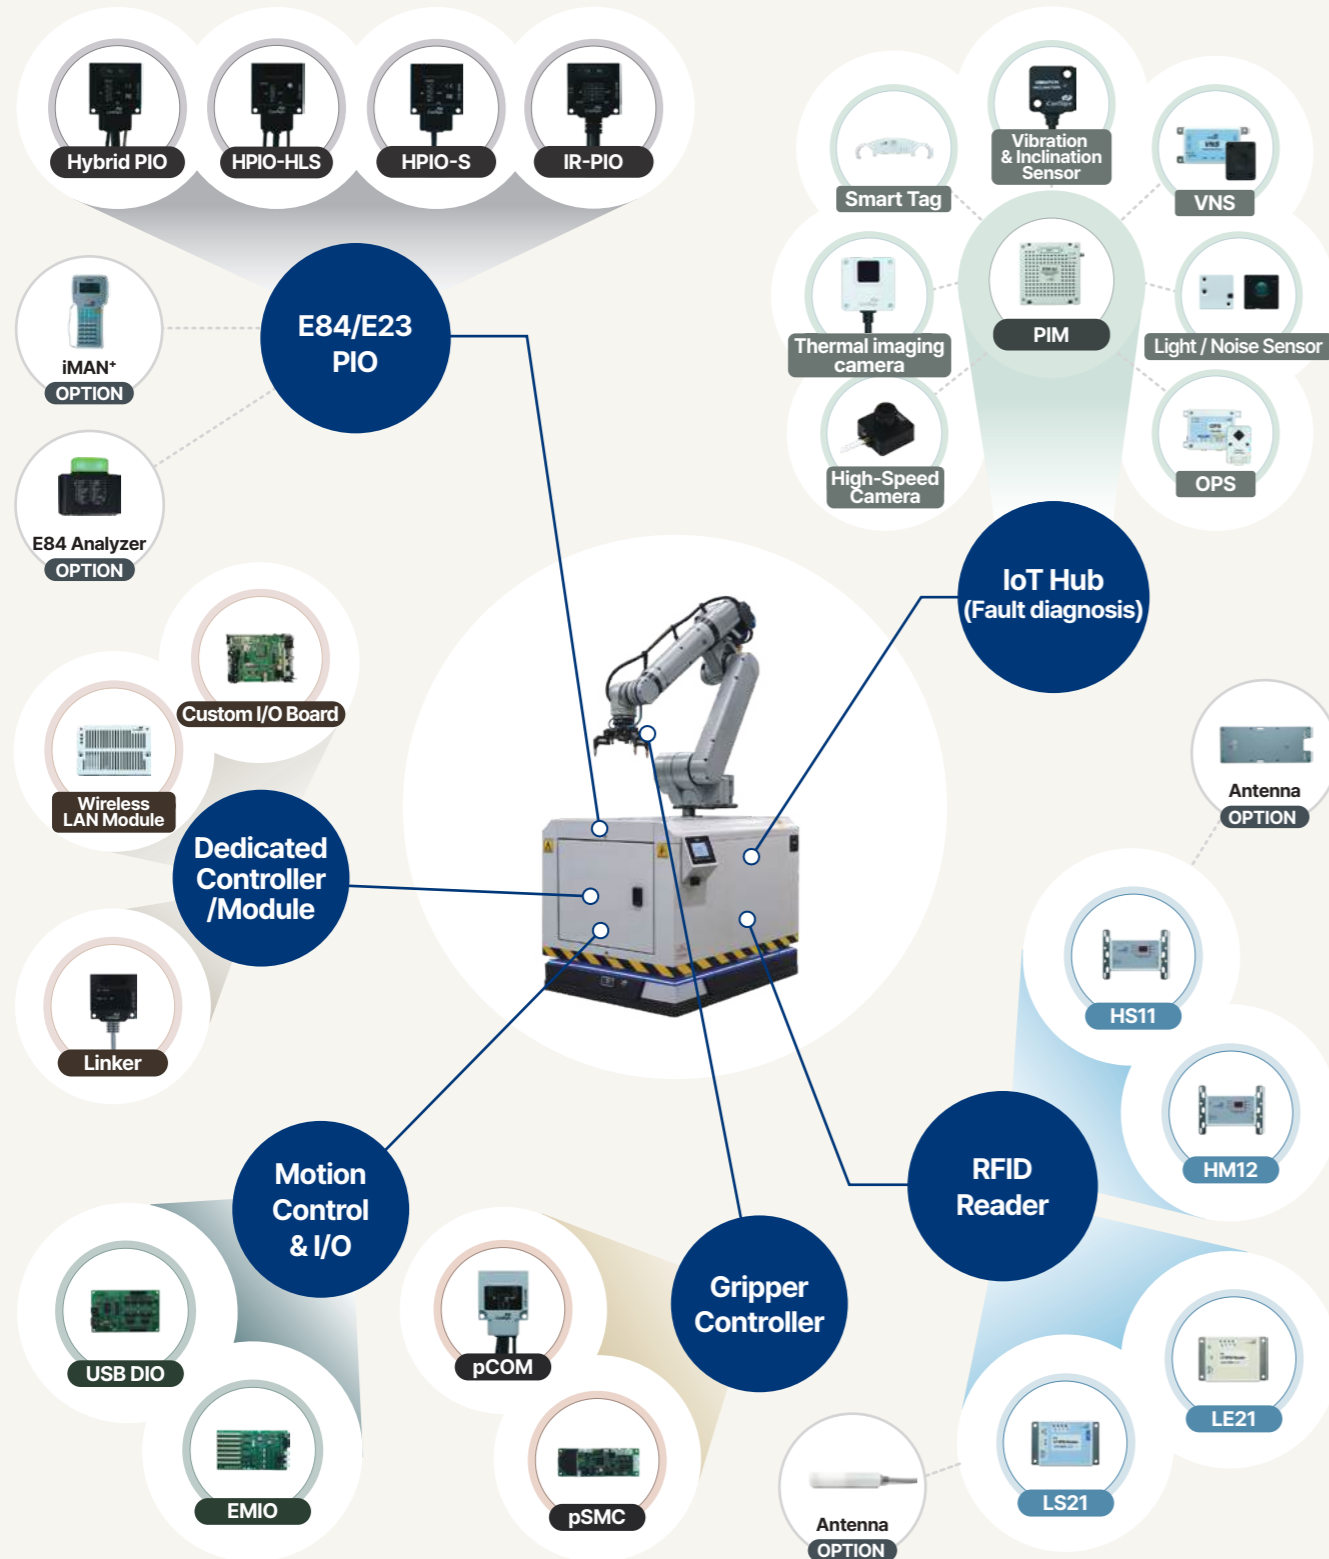 Hybrid PIO
HPIO-HLS
HPIO-S
IR-PIO
E84/E23
PIO
iMAN+
OPTION
E84 Analyzer
OPTION
Vibration
& Inclination
Sensor
Smart Tag
VNS
VNS
Thermal imaging
camera
PIM
Light / Noise Sensor
High-Speed
Camera
OPS
OPS
IoT Hub
(Fault diagnosis)
Custom I/O Board
Wireless
LAN Module
Dedicated
Controller
/Module
Linker
Antenna
OPTION
HS11
HM12
RFID
Reader
LE21
LS21
Antenna
OPTION
Motion
Control
& I/O
USB DIO
EMIO
Gripper
Controller
pCOM
pSMC